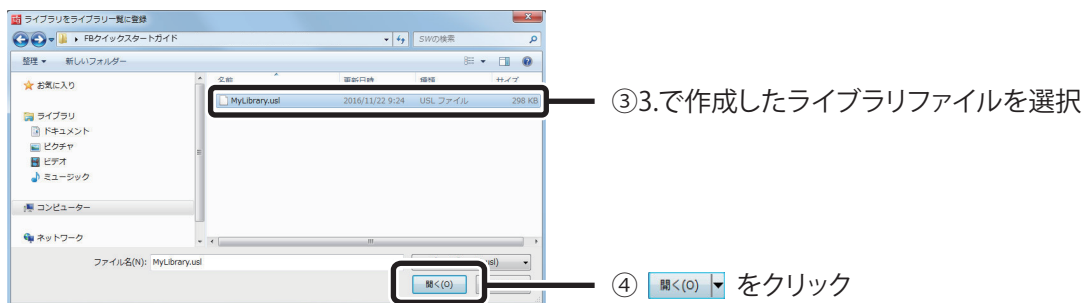 ライブラリをライブラリ一覧に登録
FBクイックスタートガイド
SWの検索
整理
新しいフォルダー
名前 更新日時 種類 サイズ
お気に入り
MyLibrary.usl 2016/11/22 9:24 USL ファイル 298 KB
③3.で作成したライブラリファイルを選択
ライブラリ
ドキュメント
ピクチャ
ビデオ
ミュージック
コンピューター
ネットワーク
ファイル名(N): MyLibrary.usl
usl)
開く(O)
④ 開く(O) をクリック